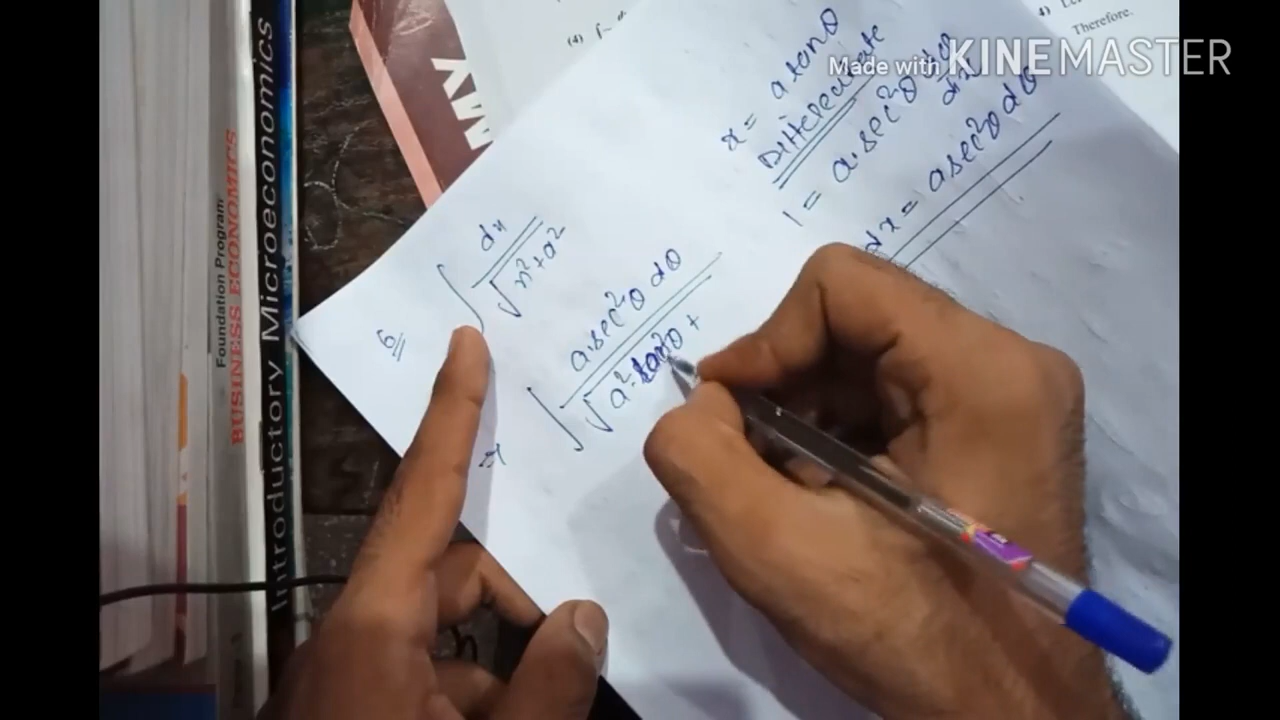 Made with KINEMASTER
Introductory Microeconomics
Foundation Program
BUSINESS ECONOMICS
MY
(d)
Therefore,
6
∫ dx / √x²+a²
⇒ ∫ a·sec²θ dθ / √a²·tan²θ +
x = a tanθ
Differentiate
1 = a·sec²θ dθ/dx
dx = a sec²θ dθ